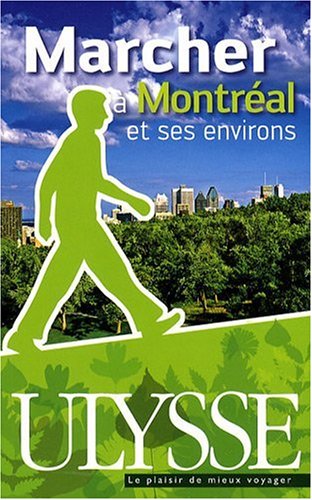 Marcher
à Montréal
et ses environs
ULYSSE
Le plaisir de mieux voyager